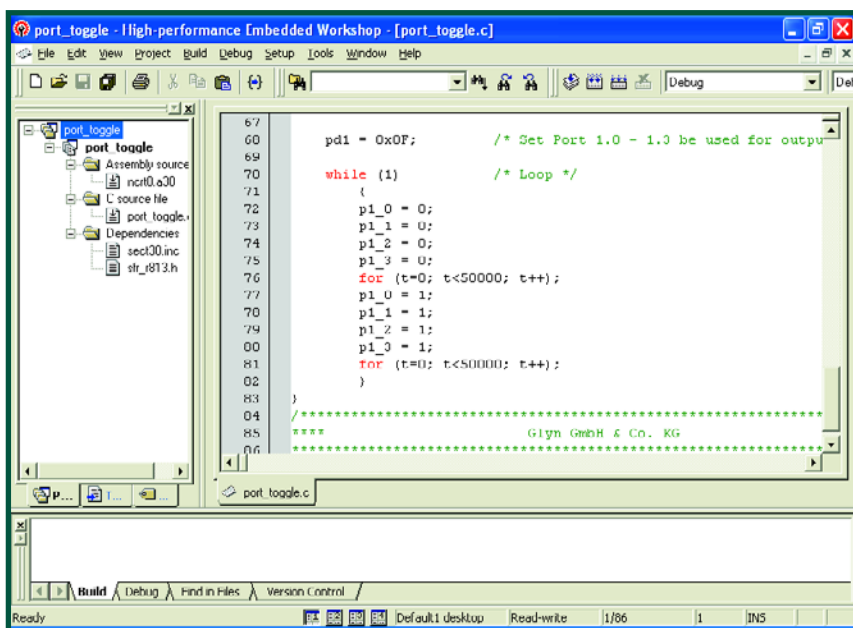 port_toggle - High-performance Embedded Workshop - [port_toggle.c]
File Edit View Project Build Debug Setup Tools Window Help
Debug
port_toggle
port_toggle
Assembly source
ncrt0.a30
C source file
port_toggle.
Dependencies
sect30.inc
sfr_r813.h
P... T... ...
67
68 pd1 = 0x0F; /* Set Port 1.0 - 1.3 be used for outpu
69
70 while (1) /* Loop */
71 {
72 p1_0 = 0;
73 p1_1 = 0;
74 p1_2 = 0;
75 p1_3 = 0;
76 for (t=0; t<50000; t++);
77 p1_0 = 1;
78 p1_1 = 1;
79 p1_2 = 1;
80 p1_3 = 1;
81 for (t=0; t<50000; t++);
82 }
83 }
84 /**************************************************************
85 **** Glyn GmbH & Co. KG
86 **************************************************************
port_toggle.c
Build Debug Find in Files Version Control
Ready Default1 desktop Read-write 1/86 1 INS